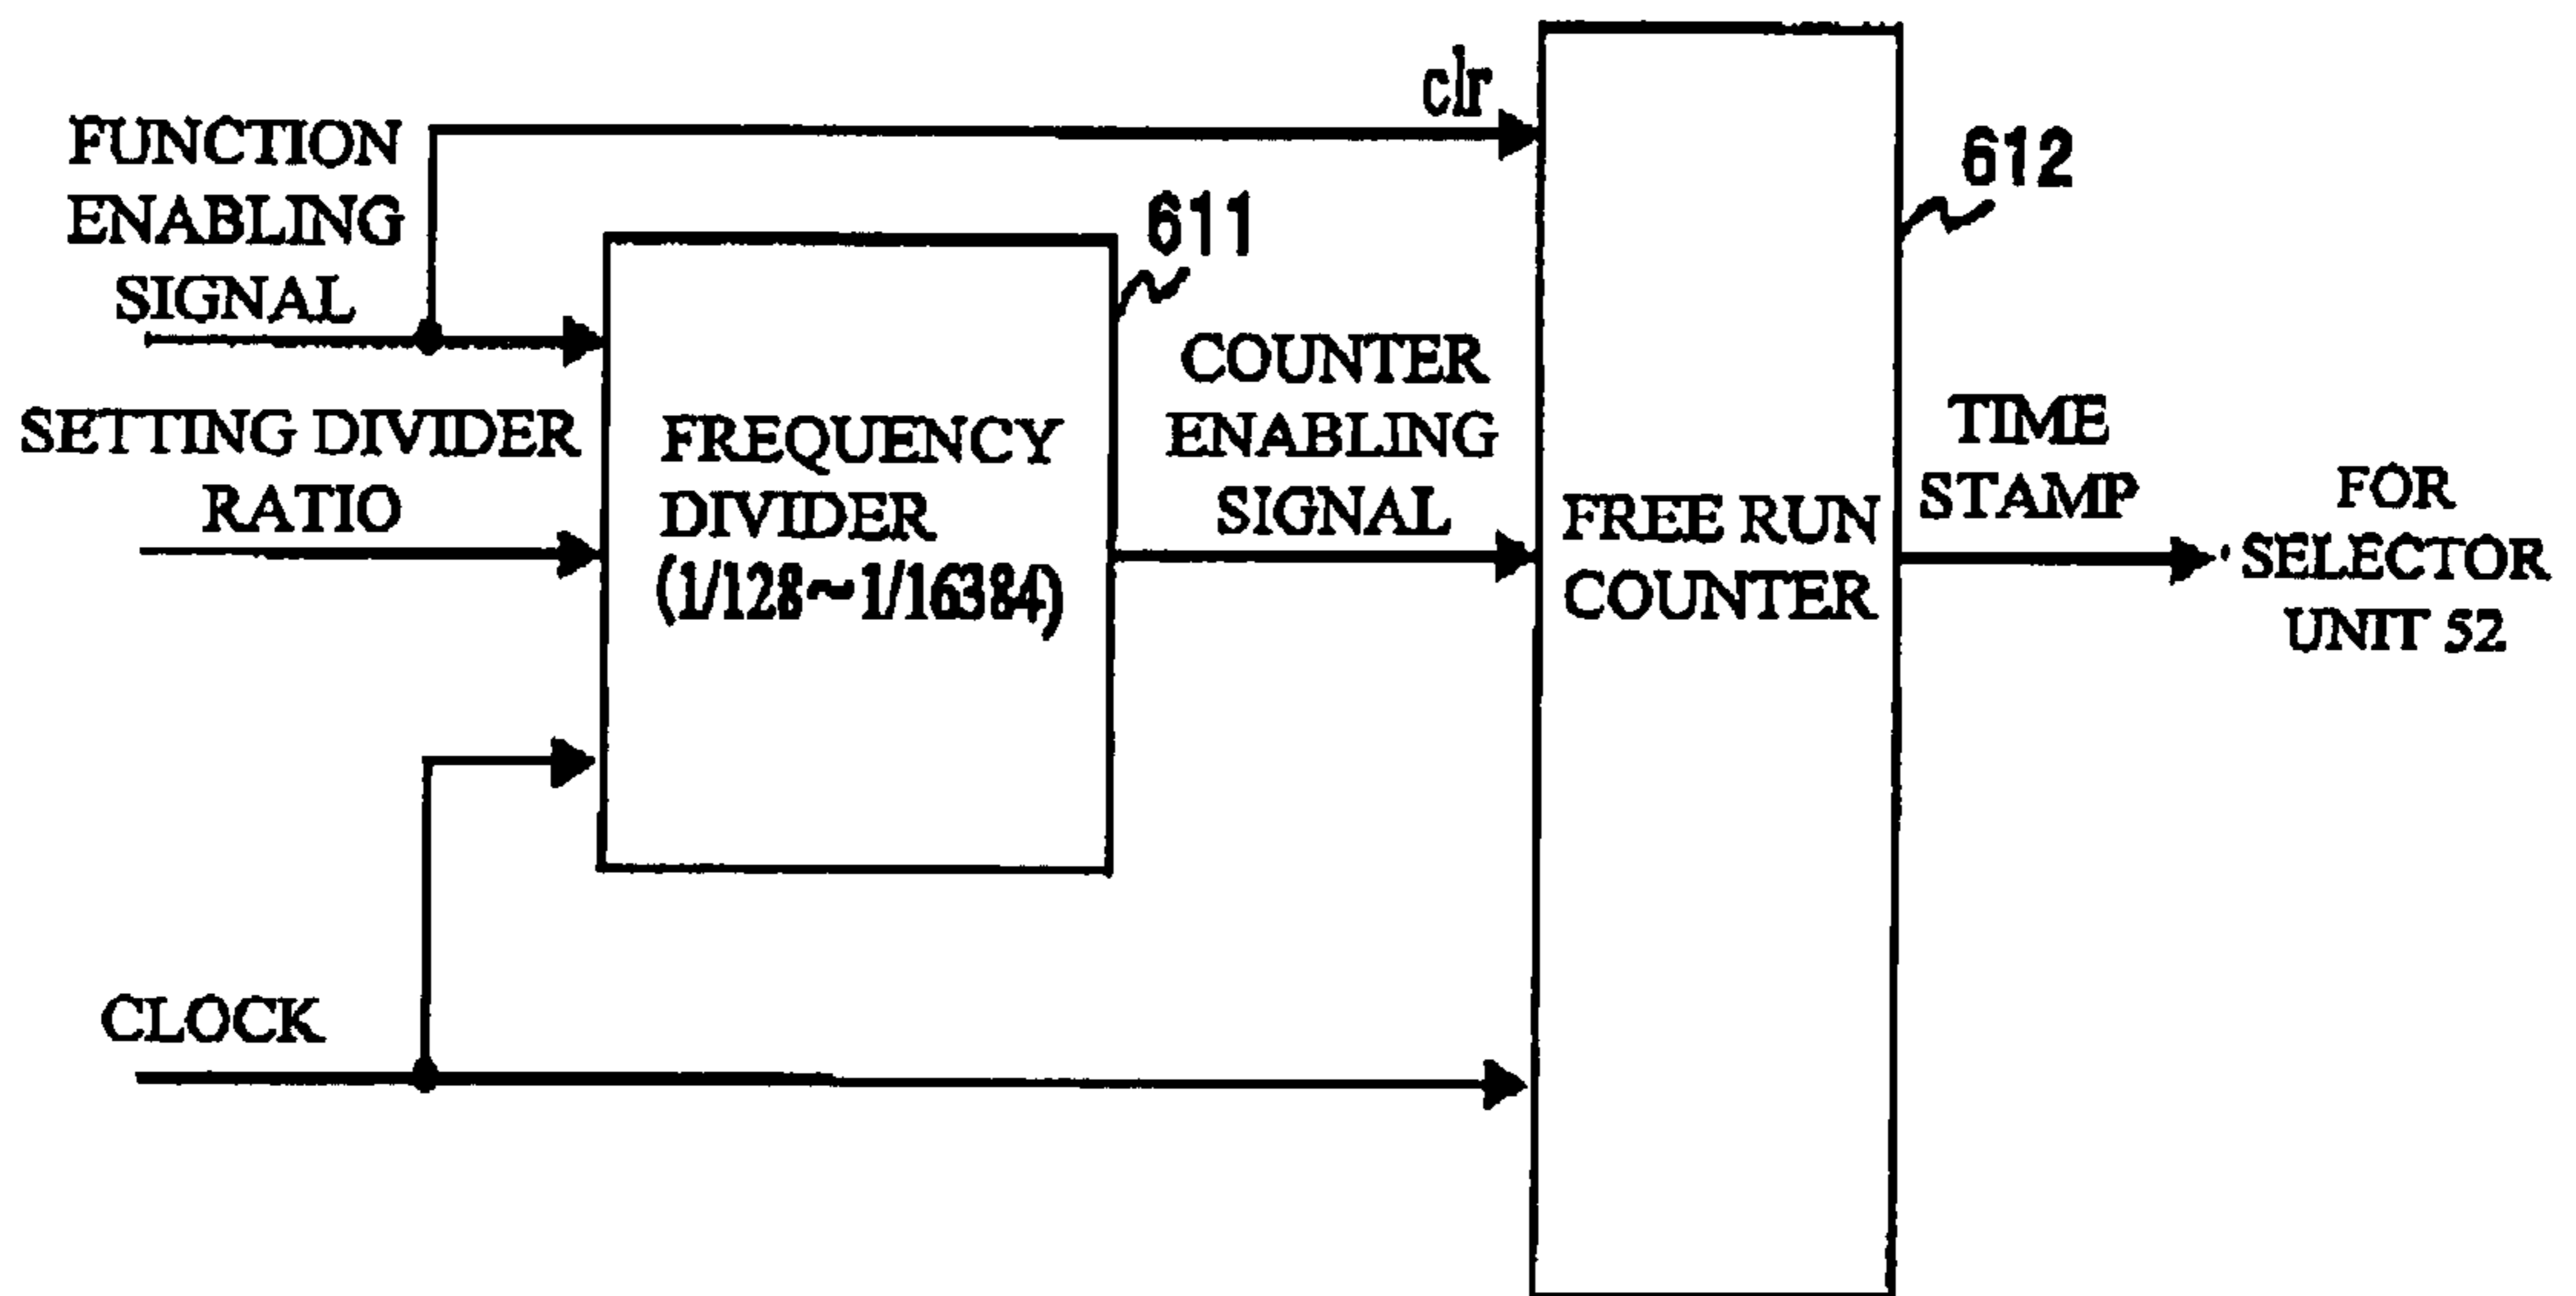 clr
FUNCTION
ENABLING
SIGNAL
611
612
SETTING DIVIDER
RATIO
FREQUENCY
DIVIDER
(1/128~1/16384)
COUNTER
ENABLING
SIGNAL
FREE RUN
COUNTER
TIME
STAMP
FOR
SELECTOR
UNIT 52
CLOCK